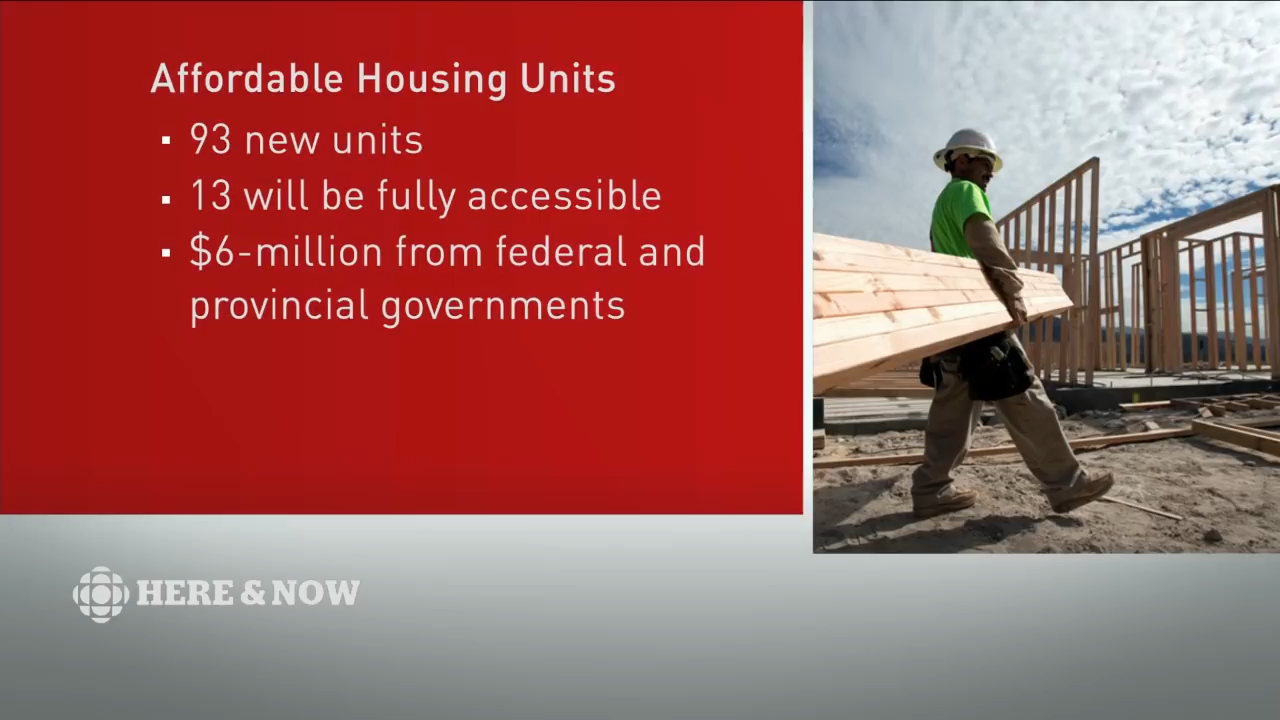 Affordable Housing Units
▪ 93 new units
▪ 13 will be fully accessible
▪ $6-million from federal and
provincial governments
HERE & NOW